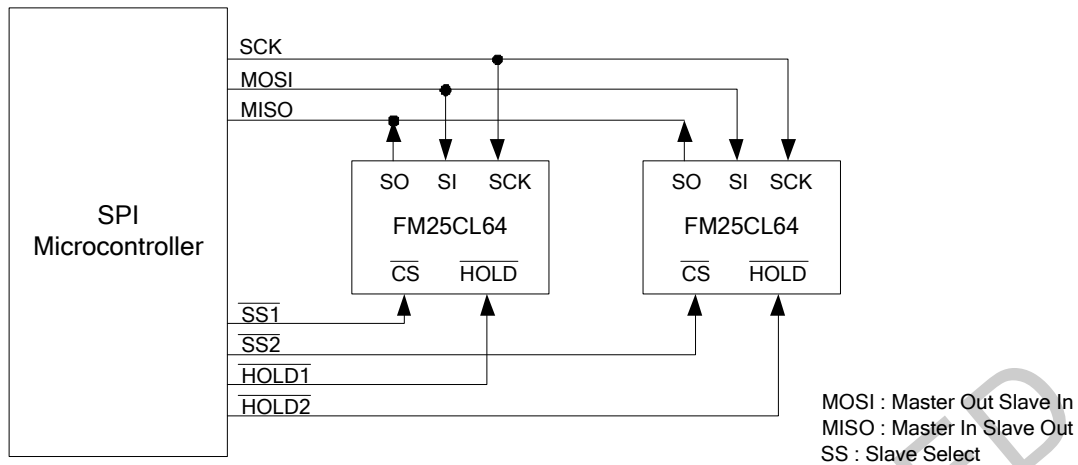 SCK
MOSI
MISO
SO SI SCK
FM25CL64
CS HOLD
SO SI SCK
FM25CL64
CS HOLD
SPI
Microcontroller
SS1
SS2
HOLD1
HOLD2
MOSI : Master Out Slave In
MISO : Master In Slave Out
SS : Slave Select